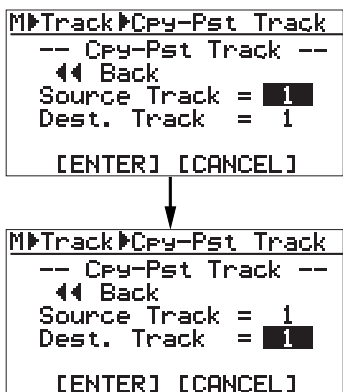 M▶Track▶Cpy-Pst Track
-- Cpy-Pst Track --
◀◀ Back
Source Track = 1
Dest. Track = 1
[ENTER] [CANCEL]
M▶Track▶Cpy-Pst Track
-- Cpy-Pst Track --
◀◀ Back
Source Track = 1
Dest. Track = 1
[ENTER] [CANCEL]